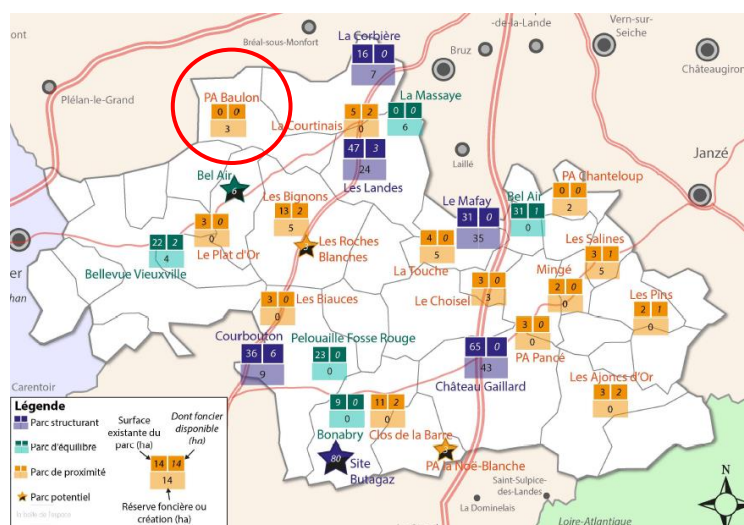 -de-la-Lande
Vern-sur-
Seiche
ont
Bréal-sous-Monfort
La Corbière
16 0
7
Bruz
Châteaugiron
Plélan-le-Grand
PA Baulon
0 0
3
La Massaye
0 0
6
La Courtinais
5 2
0
47 3
24
Les Landes
Laillé
Janzé
PA Chanteloup
0 0
2
Bel Air
6
Les Bignons
13 2
5
Le Mafay
31 0
35
Bel Air
31 1
0
Les Salines
3 1
5
3 0
0
Le Plat d'Or
22 2
4
Bellevue Vieuxville
Les Roches
Blanches
4 0
5
La Touche
Mingé
2 0
0
er
han
Les Biauces
3 0
0
Le Choisel
3 0
3
Les Pins
2 1
0
Courbouton
36 6
9
Pelouaille Fosse Rouge
23 0
0
3 0
0
PA Pancé
65 0
43
Château Gaillard
Carentoir
Les Ajoncs d'Or
3 2
0
9 0
0
Bonabry
11 2
0
Clos de la Barre
80
Site
Butagaz
PA la Noë-Blanche
Saint-Sulpice
-des-Landes
La Dominelais
Loire-Atlantique
N
Légende
Parc structurant
Parc d'équilibre
Parc de proximité
Parc potentiel
Surface
existante du
parc (ha)
Dont foncier
disponible
(ha)
14 14
14
Réserve foncière ou
création (ha)
la boîte de l'espace